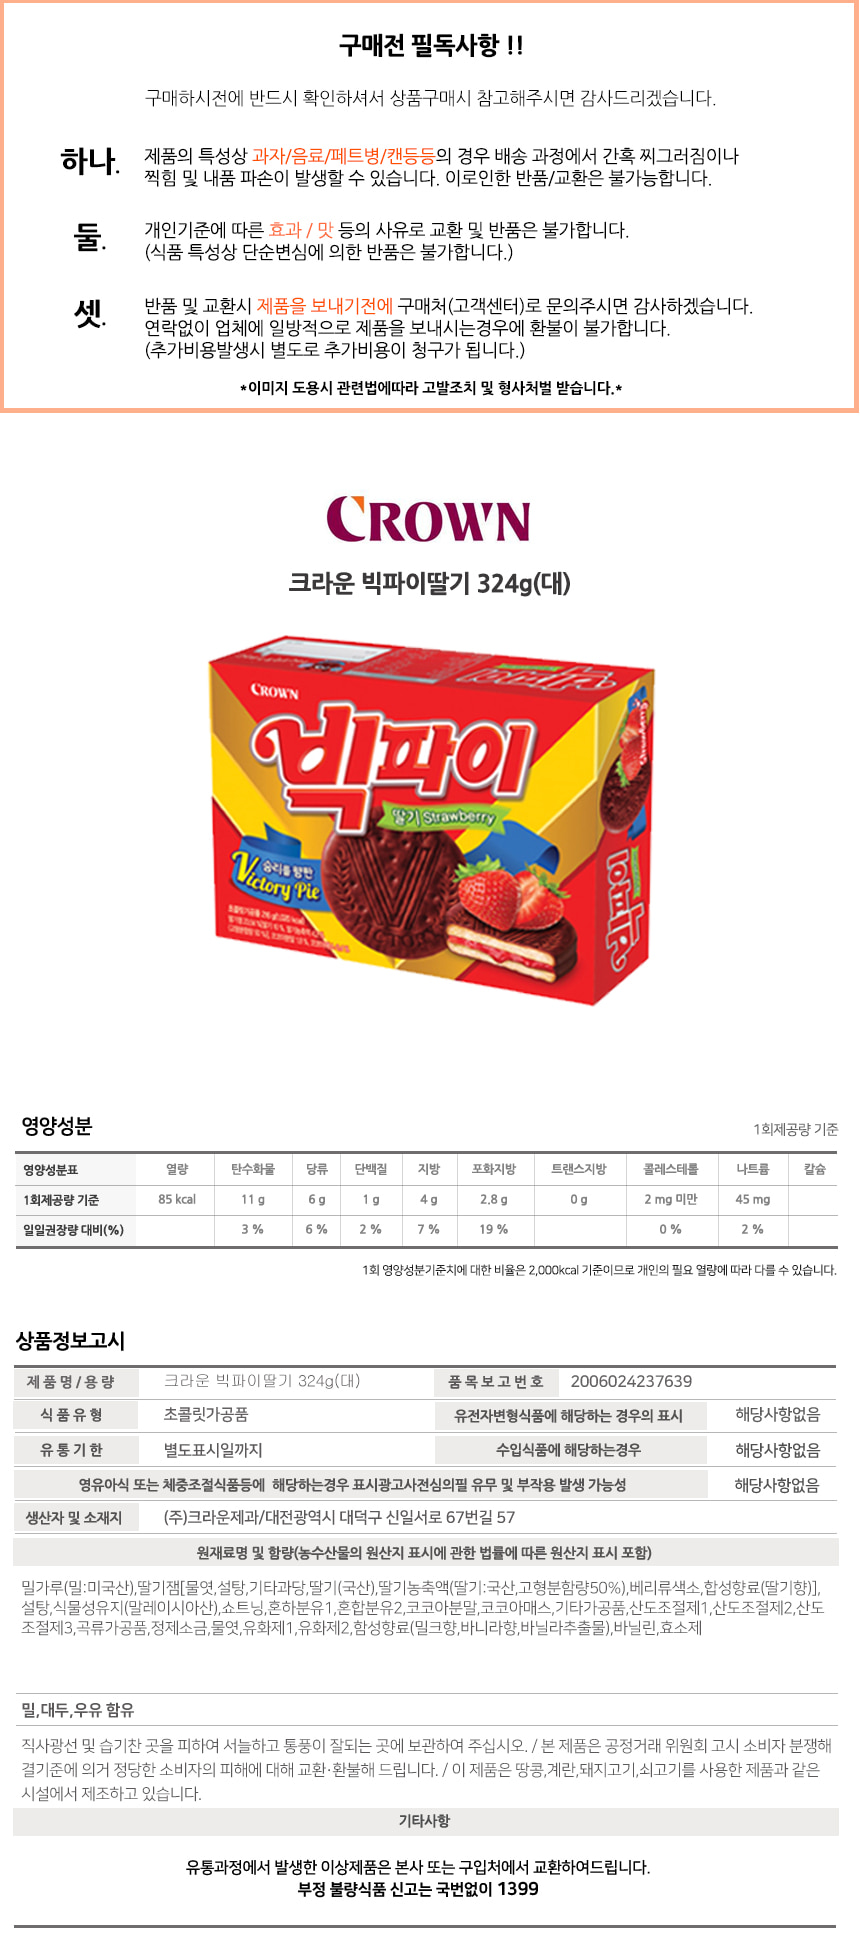 구매전 필독사항 !!
구매하시전에 반드시 확인하셔서 상품구매시 참고해주시면 감사드리겠습니다.
하나. 제품의 특성상 과자/음료/페트병/캔등등의 경우 배송 과정에서 간혹 찌그러짐이나
찍힘 및 내품 파손이 발생할 수 있습니다. 이로인한 반품/교환은 불가능합니다.
둘. 개인기준에 따른 효과 / 맛 등의 사유로 교환 및 반품은 불가합니다.
(식품 특성상 단순변심에 의한 반품은 불가합니다.)
셋. 반품 및 교환시 제품을 보내기전에 구매처(고객센터)로 문의주시면 감사하겠습니다.
연락없이 업체에 일방적으로 제품을 보내시는경우에 환불이 불가합니다.
(추가비용발생시 별도로 추가비용이 청구가 됩니다.)
*이미지 도용시 관련법에따라 고발조치 및 형사처벌 받습니다.*
CROWN
크라운 빅파이딸기 324g(대)
CROWN
빅파이
딸기 Strawberry
승리를 향한
Victory Pie
빅파이
영양성분
1회제공량 기준
영양성분표 열량 탄수화물 당류 단백질 지방 포화지방 트랜스지방 콜레스테롤 나트륨 칼슘
1회제공량 기준 85 kcal 11 g 6 g 1 g 4 g 2.8 g 0 g 2 mg 미만 45 mg
일일권장량 대비(%) 3 % 6 % 2 % 7 % 19 % 0 % 2 %
1회 영양성분기준치에 대한 비율은 2,000kcal 기준이므로 개인의 필요 열량에 따라 다를 수 있습니다.
상품정보고시
제품명/용량 크라운 빅파이딸기 324g(대) 품목보고번호 2006024237639
식품유형 초콜릿가공품 유전자변형식품에 해당하는 경우의 표시 해당사항없음
유통기한 별도표시일까지 수입식품에 해당하는경우 해당사항없음
영유아식 또는 체중조절식품등에 해당하는경우 표시광고사전심의필 유무 및 부작용 발생 가능성 해당사항없음
생산자 및 소재지 (주)크라운제과/대전광역시 대덕구 신일서로 67번길 57
원재료명 및 함량(농수산물의 원산지 표시에 관한 법률에 따른 원산지 표시 포함)
밀가루(밀:미국산),딸기잼[물엿,설탕,기타과당,딸기(국산),딸기농축액(딸기:국산,고형분함량50%),베리류색소,합성향료(딸기향)],
설탕,식물성유지(말레이시아산),쇼트닝,혼하분유1,혼합분유2,코코아분말,코코아매스,기타가공품,산도조절제1,산도조절제2,산도
조절제3,곡류가공품,정제소금,물엿,유화제1,유화제2,함성향료(밀크향,바니라향,바닐라추출물),바닐린,효소제
밀,대두,우유 함유
직사광선 및 습기찬 곳을 피하여 서늘하고 통풍이 잘되는 곳에 보관하여 주십시오. / 본 제품은 공정거래 위원회 고시 소비자 분쟁해
결기준에 의거 정당한 소비자의 피해에 대해 교환·환불해 드립니다. / 이 제품은 땅콩,계란,돼지고기,쇠고기를 사용한 제품과 같은
시설에서 제조하고 있습니다.
기타사항
유통과정에서 발생한 이상제품은 본사 또는 구입처에서 교환하여드립니다.
부정 불량식품 신고는 국번없이 1399